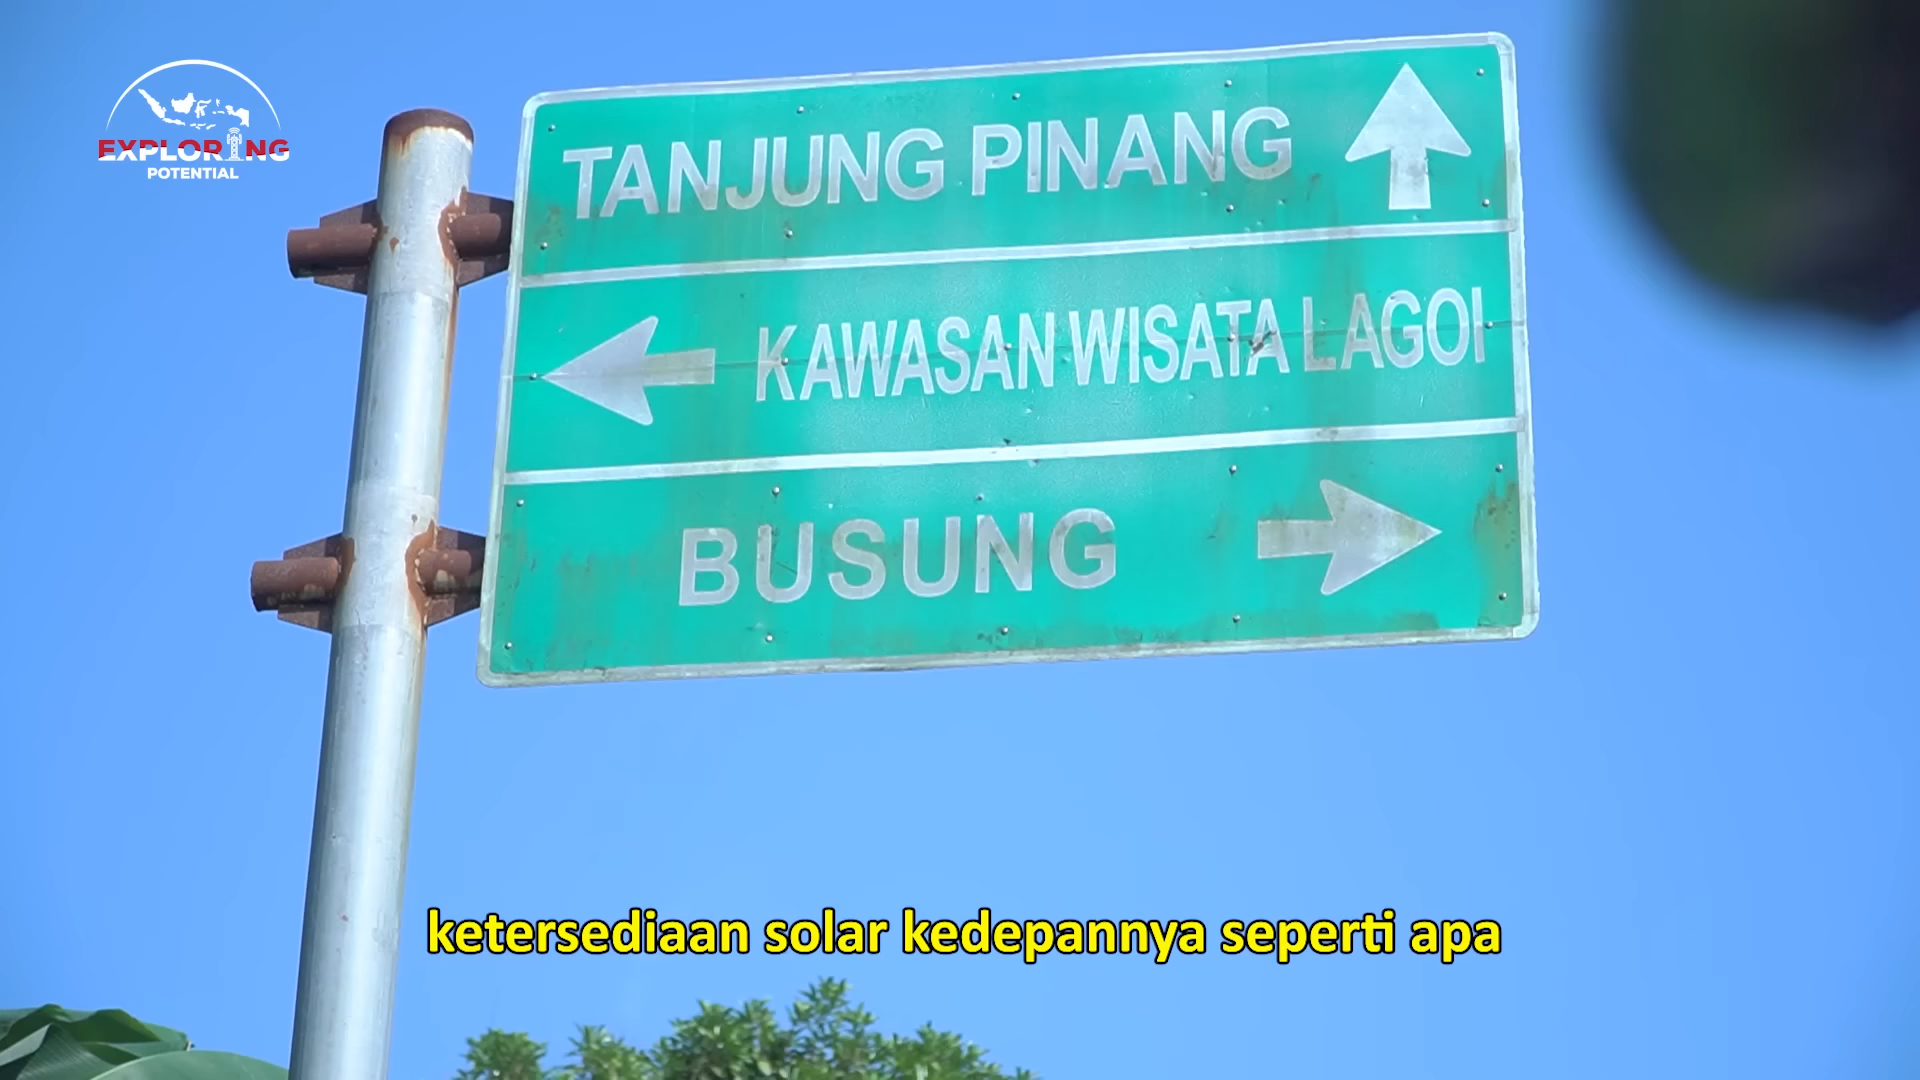 EXPLORING
POTENTIAL
TANJUNG PINANG
KAWASAN WISATA LAGOI
BUSUNG
ketersediaan solar kedepannya seperti apa